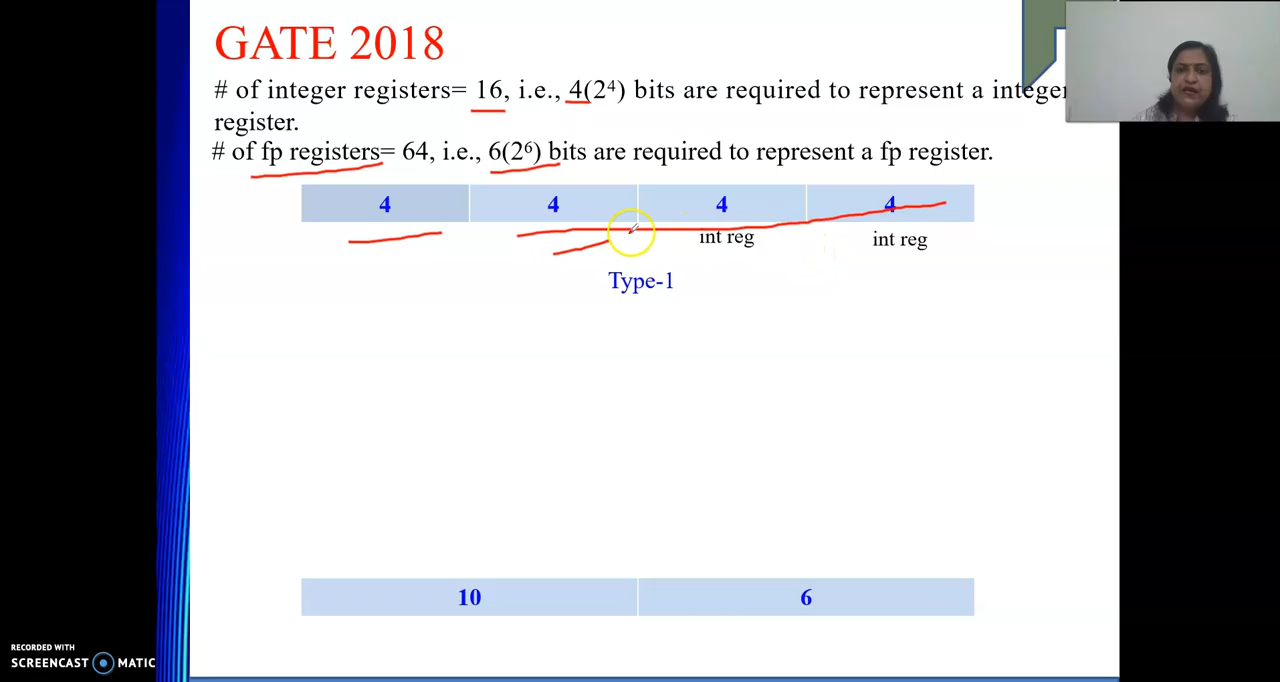 GATE 2018
# of integer registers= 16, i.e., 4(2⁴) bits are required to represent a integer
register.
# of fp registers= 64, i.e., 6(2⁶) bits are required to represent a fp register.
4 4 4 4
int reg int reg
Type-1
10 6
RECORDED WITH
SCREENCAST MATIC